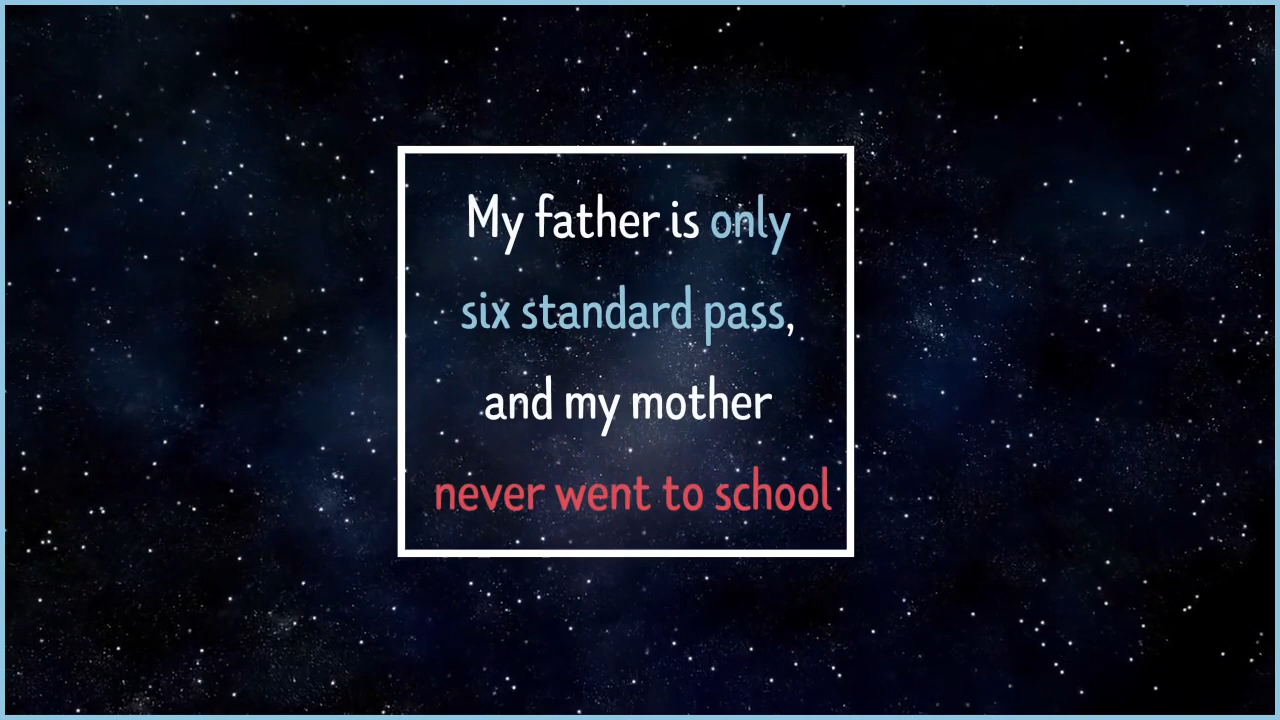 My father is only
six standard pass,
and my mother
never went to school